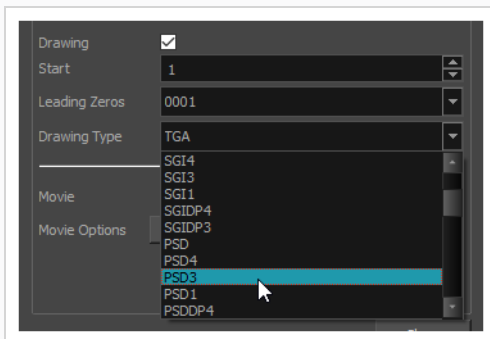 Drawing
Start 1
Leading Zeros 0001
Drawing Type TGA
SGI4
SGI3
SGI1
Movie
SGIDP4
Movie Options SGIDP3
PSD
PSD4
PSD3
PSD1
PSDDP4